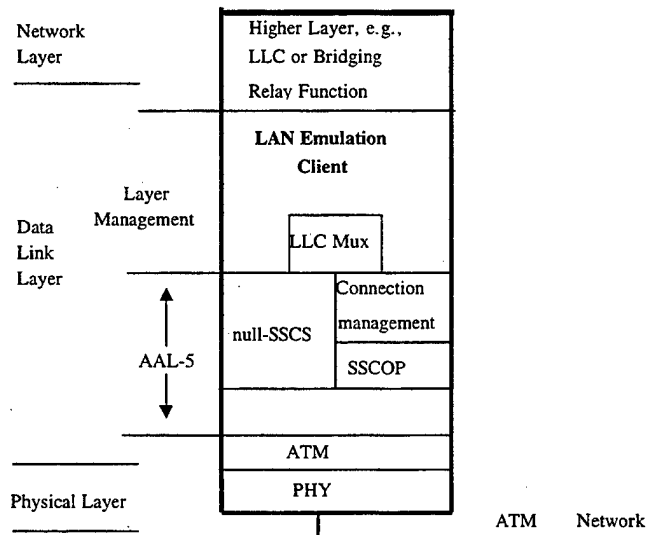 Network
Layer
Higher Layer, e.g.,
LLC or Bridging
Relay Function
LAN Emulation
Client
Layer
Management
Data
Link
Layer
LLC Mux
Connection
management
null-SSCS
SSCOP
AAL-5
ATM
PHY
Physical Layer
ATM Network